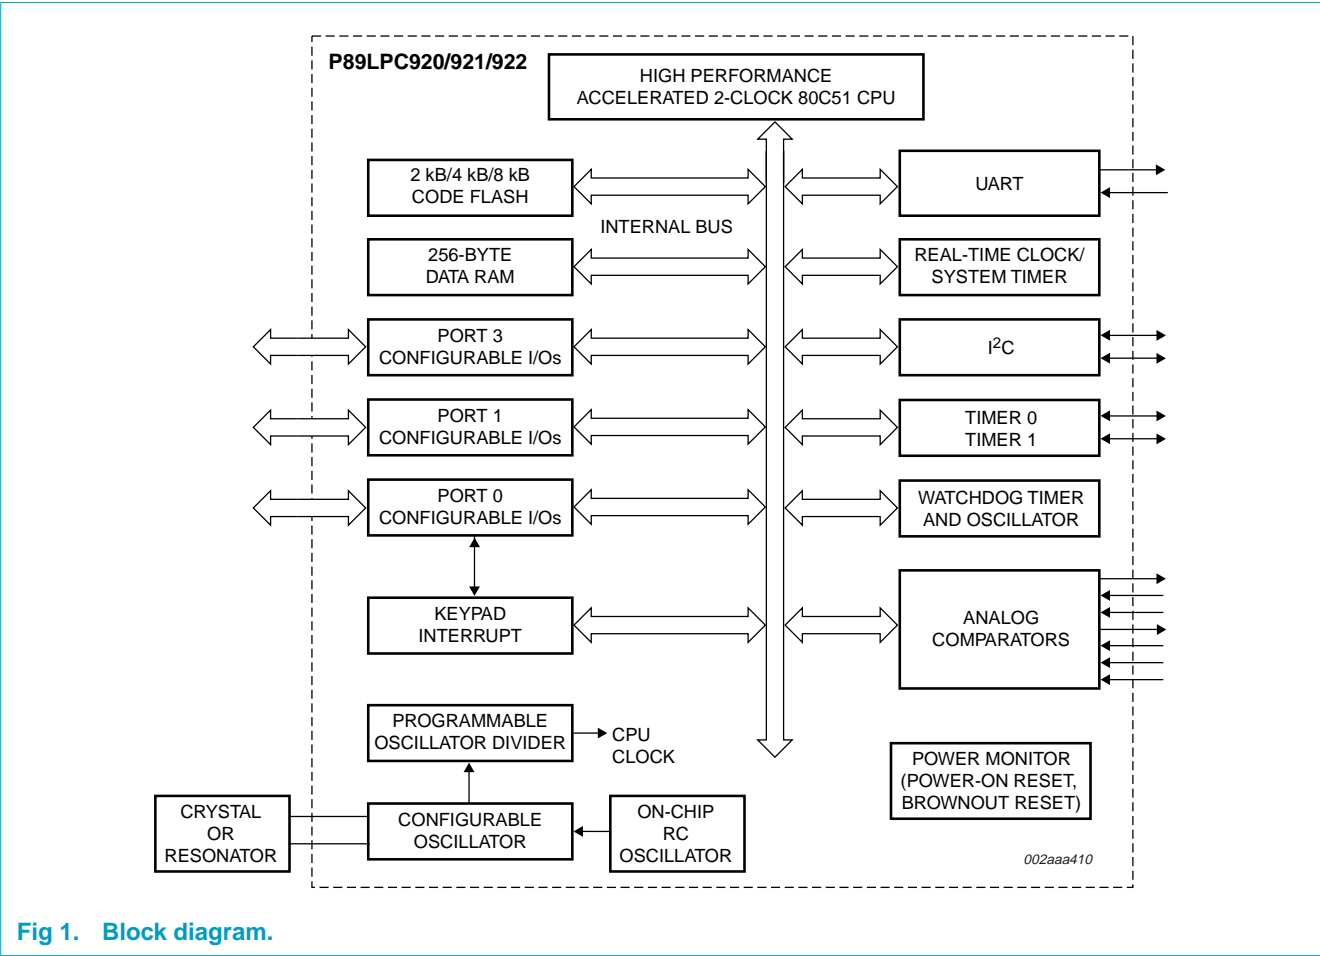 P89LPC920/921/922
HIGH PERFORMANCE
ACCELERATED 2-CLOCK 80C51 CPU
2 kB/4 kB/8 kB
CODE FLASH
UART
INTERNAL BUS
256-BYTE
DATA RAM
REAL-TIME CLOCK/
SYSTEM TIMER
PORT 3
CONFIGURABLE I/Os
I²C
PORT 1
CONFIGURABLE I/Os
TIMER 0
TIMER 1
PORT 0
CONFIGURABLE I/Os
WATCHDOG TIMER
AND OSCILLATOR
KEYPAD
INTERRUPT
ANALOG
COMPARATORS
PROGRAMMABLE
OSCILLATOR DIVIDER
CPU
CLOCK
POWER MONITOR
(POWER-ON RESET,
BROWNOUT RESET)
CRYSTAL
OR
RESONATOR
CONFIGURABLE
OSCILLATOR
ON-CHIP
RC
OSCILLATOR
002aaa410
Fig 1. Block diagram.